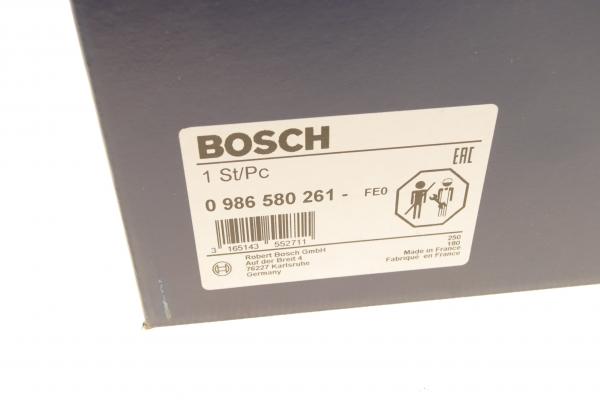 BOSCH
1 St/Pc
EAC
0 986 580 261 - FE0
3 165143 552711
Robert Bosch GmbH
Auf der Breit 4
76227 Karlsruhe
Germany
250
180
Made in France
Fabriqué en France